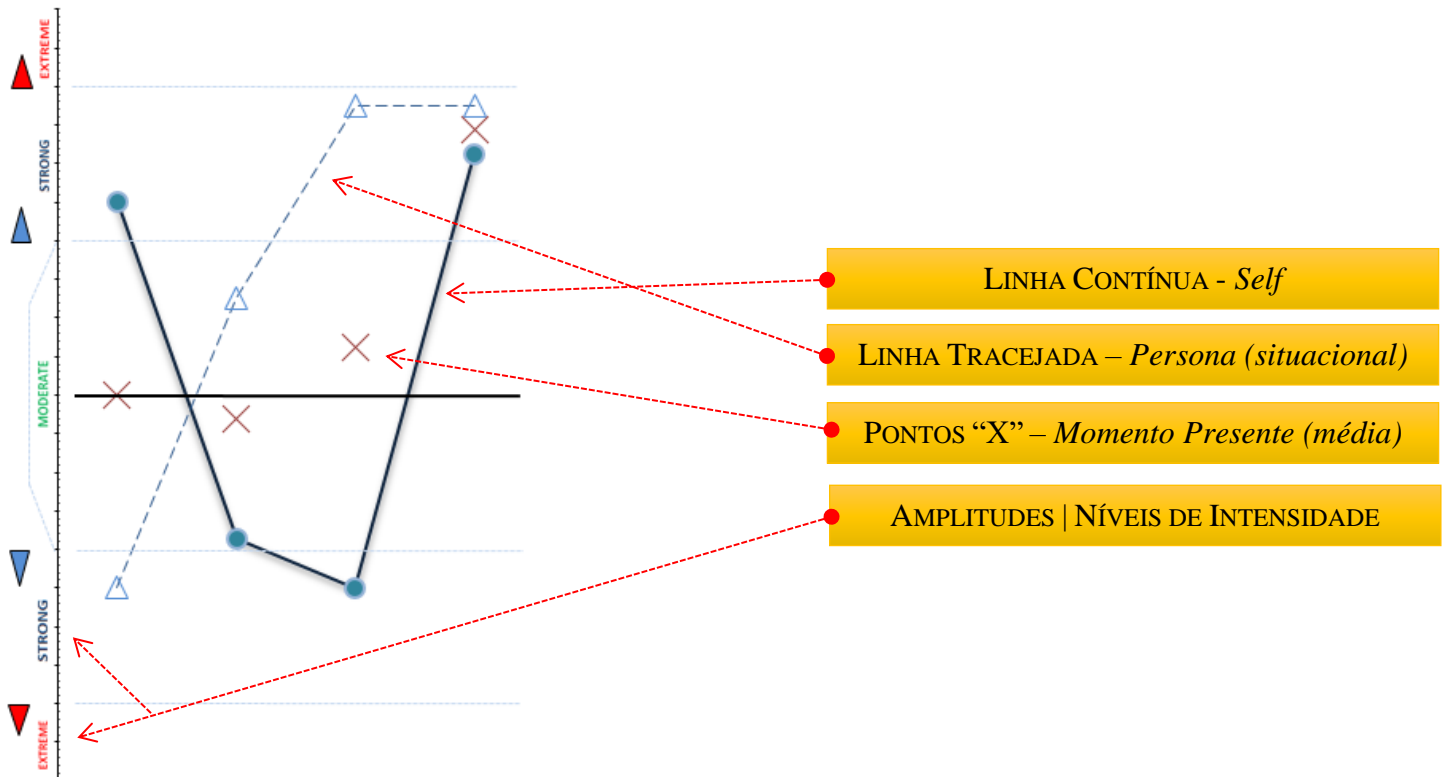 EXTREME
STRONG
MODERATE
STRONG
EXTREME
LINHA CONTÍNUA - Self
LINHA TRACEJADA – Persona (situacional)
PONTOS “X” – Momento Presente (média)
AMPLITUDES | NÍVEIS DE INTENSIDADE